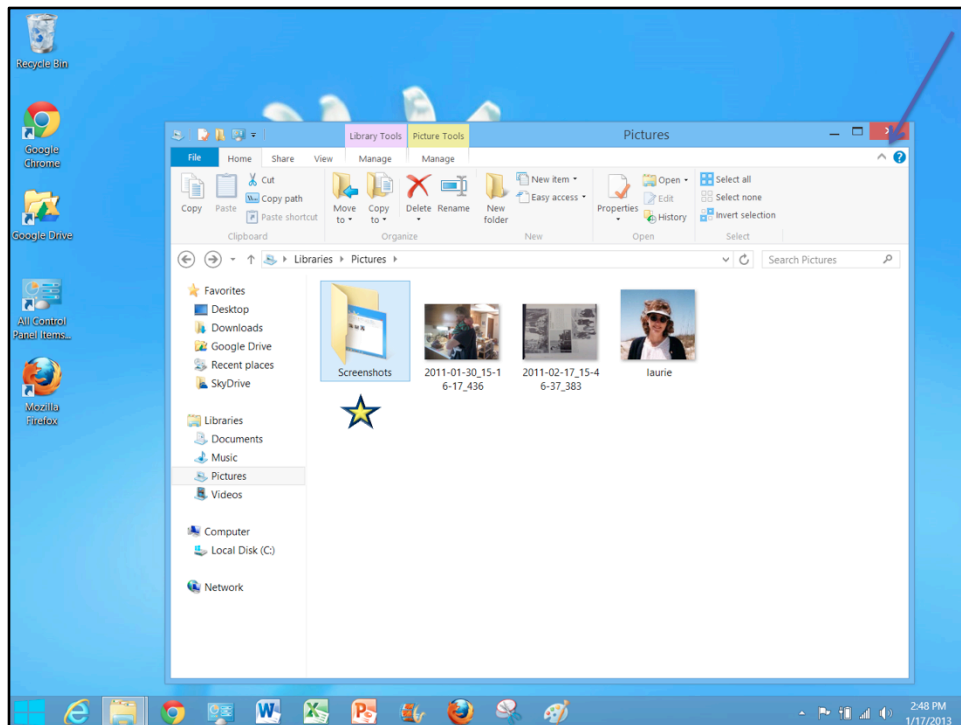 Recycle Bin
Google
Chrome
Google Drive
All Control
Panel Items...
Mozilla
Firefox
Library Tools
Picture Tools
Pictures
File
Home
Share
View
Manage
Manage
Copy
Paste
Cut
Copy path
Paste shortcut
Clipboard
Move
to
Copy
to
Delete
Rename
Organize
New
folder
New item
Easy access
New
Properties
Open
Edit
History
Open
Select all
Select none
Invert selection
Select
Libraries
Pictures
Search Pictures
Favorites
Desktop
Downloads
Google Drive
Recent places
SkyDrive
Libraries
Documents
Music
Pictures
Videos
Computer
Local Disk (C:)
Network
Screenshots
2011-01-30_15-1
6-17_436
2011-02-17_15-4
6-37_383
laurie
2:48 PM
1/17/2013